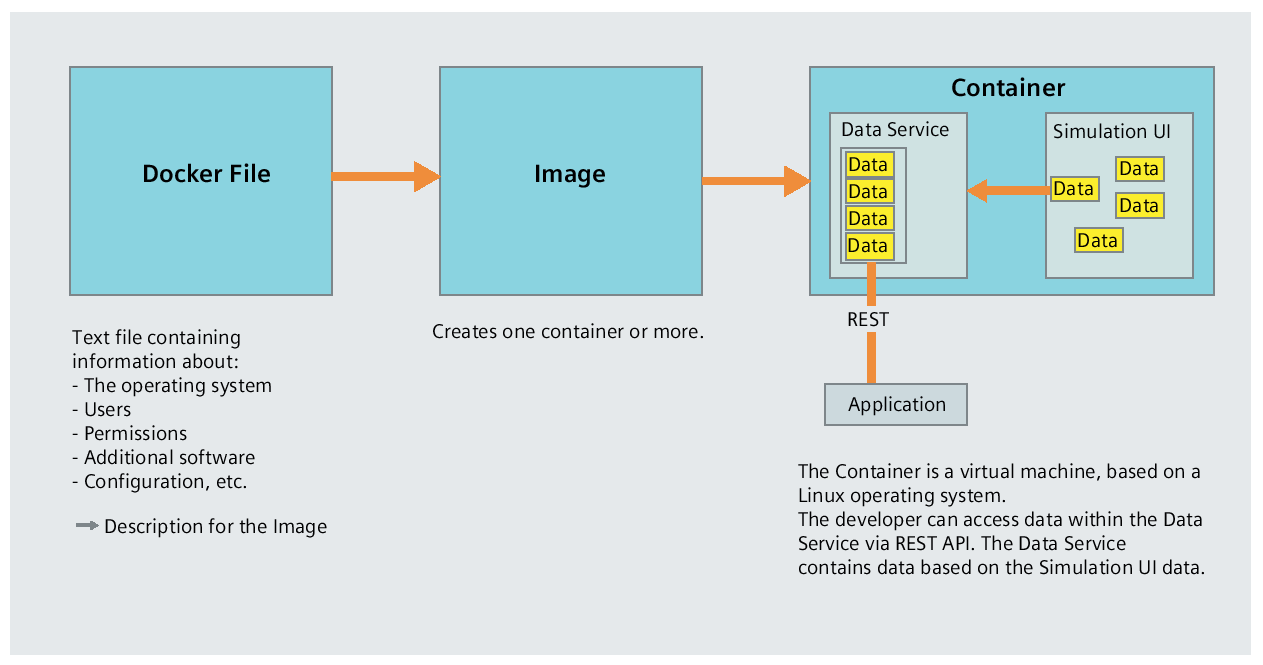 Docker File
Text file containing
information about:
- The operating system
- Users
- Permissions
- Additional software
- Configuration, etc.
Description for the Image
Image
Creates one container or more.
Container
Data Service
Data
Data
Data
Data
Simulation UI
Data
Data
Data
Data
REST
Application
The Container is a virtual machine, based on a
Linux operating system.
The developer can access data within the Data
Service via REST API. The Data Service
contains data based on the Simulation UI data.